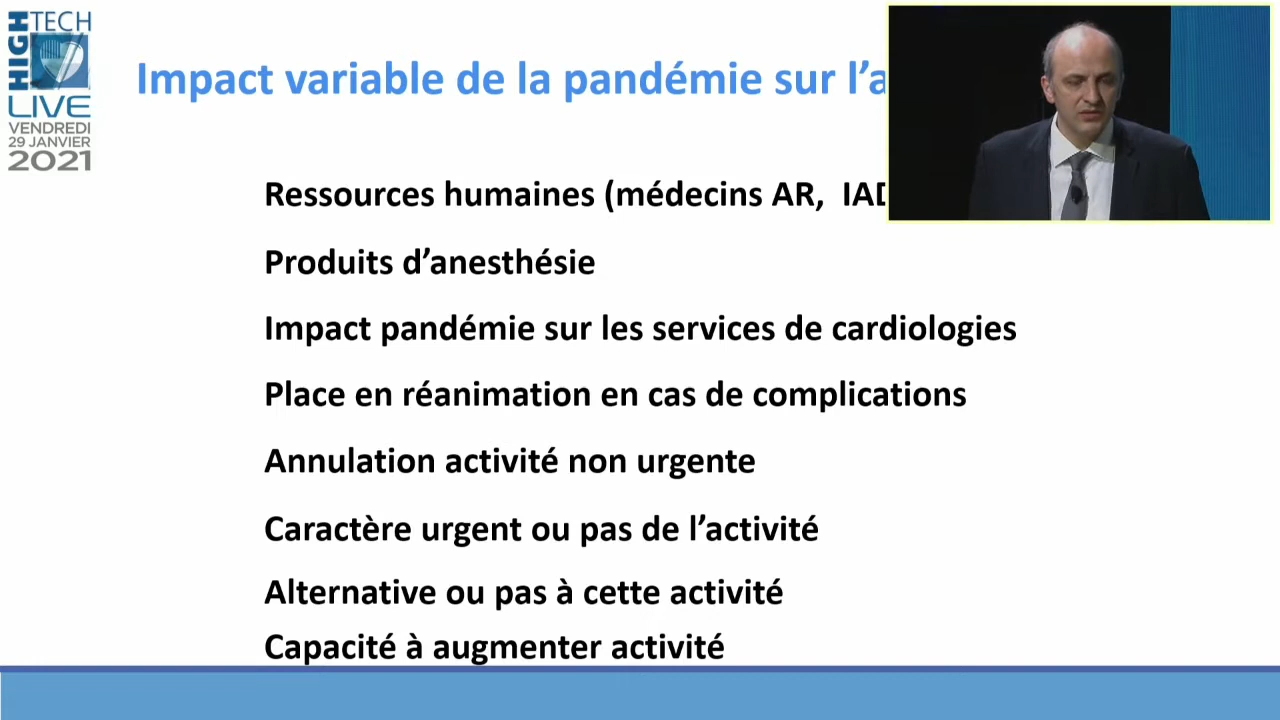 HIGH
TECH
LIVE
VENDREDI
29 JANVIER
2021
Impact variable de la pandémie sur l’a
Ressources humaines (médecins AR,
Produits d’anesthésie
Impact pandémie sur les services de cardiologies
Place en réanimation en cas de complications
Annulation activité non urgente
Caractère urgent ou pas de l’activité
Alternative ou pas à cette activité
Capacité à augmenter activité